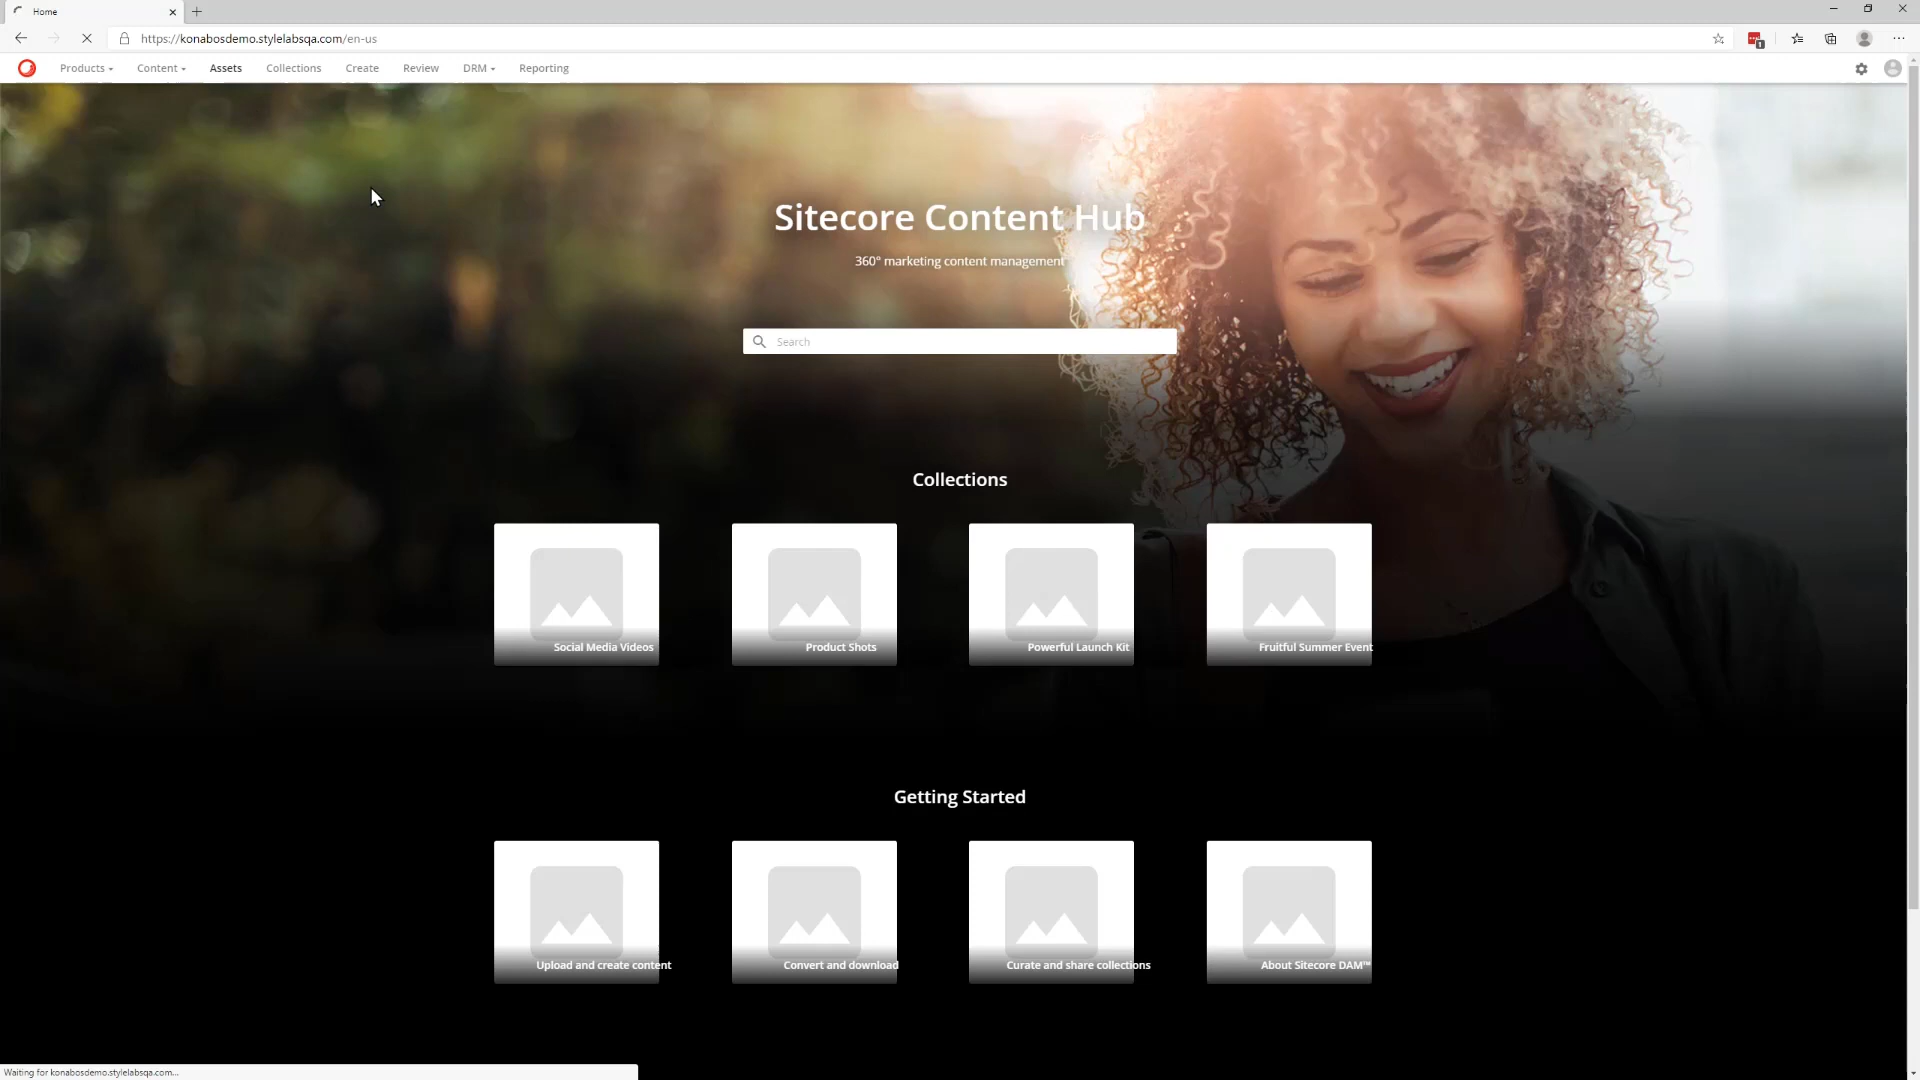 Home
https://konabosdemo.stylelabsqa.com/en-us
1
Products
Content
Assets
Collections
Create
Review
DRM
Reporting
Sitecore Content Hub
360° marketing content management
Search
Collections
Social Media Videos
Product Shots
Powerful Launch Kit
Fruitful Summer Event
Getting Started
Upload and create content
Convert and download
Curate and share collections
About Sitecore DAM™
Waiting for konabosdemo.stylelabsqa.com...